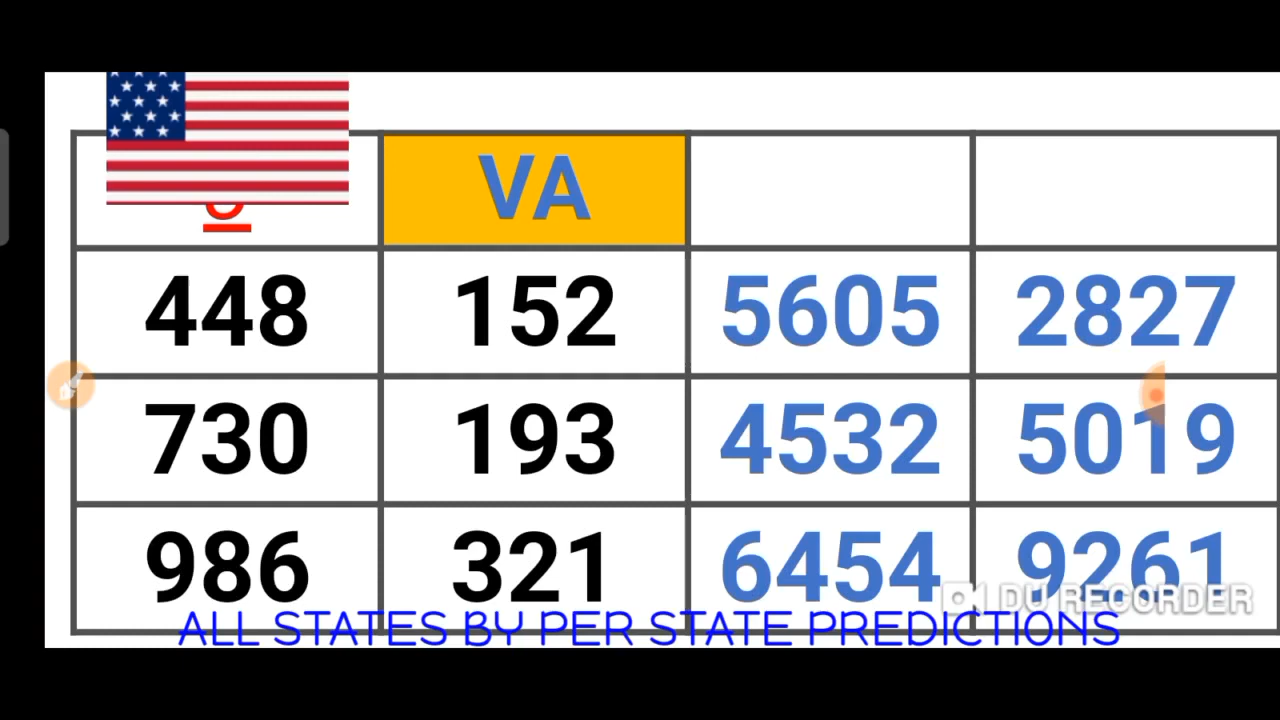 VA
448 152 5605 2827
730 193 4532 5019
986 321 6454 9261
DU RECORDER
ALL STATES BY PER STATE PREDICTIONS